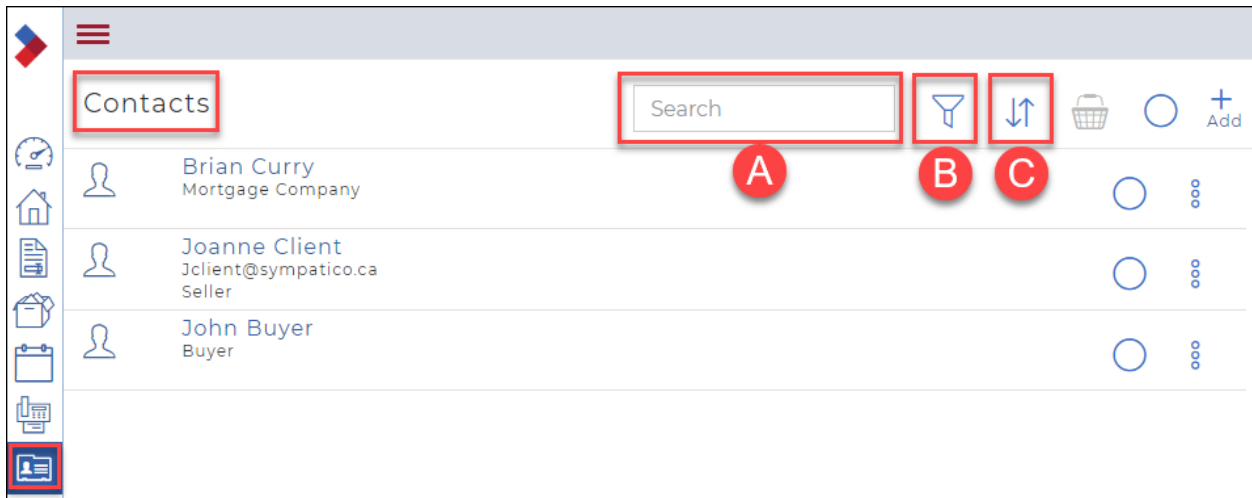 Contacts
Search
Add
A
B
C
Brian Curry
Mortgage Company
Joanne Client
Jclient@sympatico.ca
Seller
John Buyer
Buyer